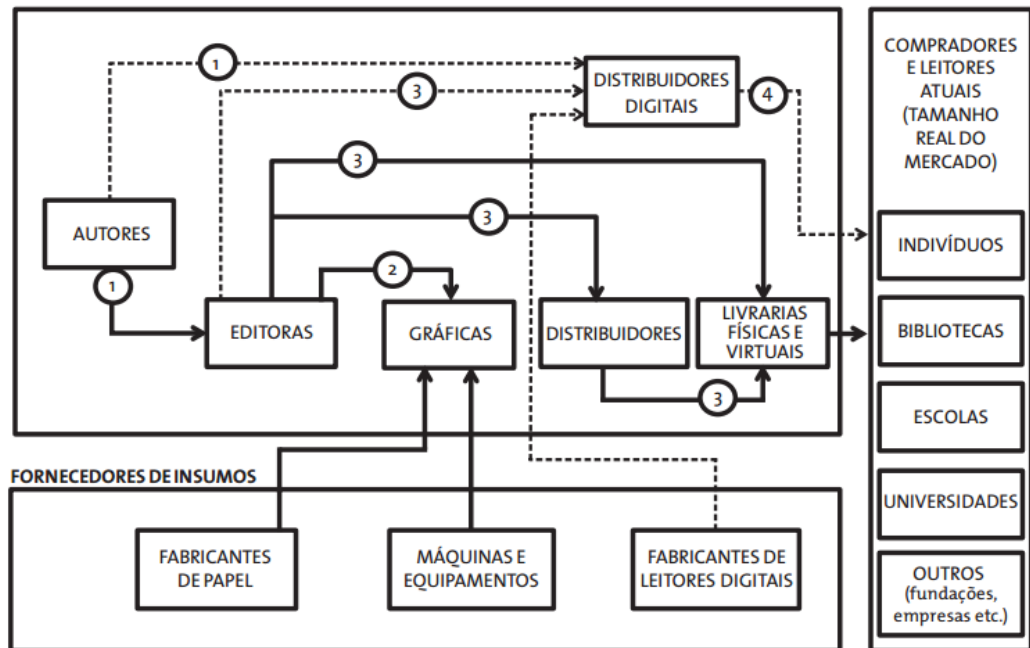 1
3
DISTRIBUIDORES
DIGITAIS
4
3
AUTORES
3
1
2
EDITORAS
GRÁFICAS
DISTRIBUIDORES
LIVRARIAS
FÍSICAS E
VIRTUAIS
3
COMPRADORES
E LEITORES
ATUAIS
(TAMANHO
REAL DO
MERCADO)
INDIVÍDUOS
BIBLIOTECAS
ESCOLAS
UNIVERSIDADES
OUTROS
(fundações,
empresas etc.)
FORNECEDORES DE INSUMOS
FABRICANTES
DE PAPEL
MÁQUINAS E
EQUIPAMENTOS
FABRICANTES DE
LEITORES DIGITAIS